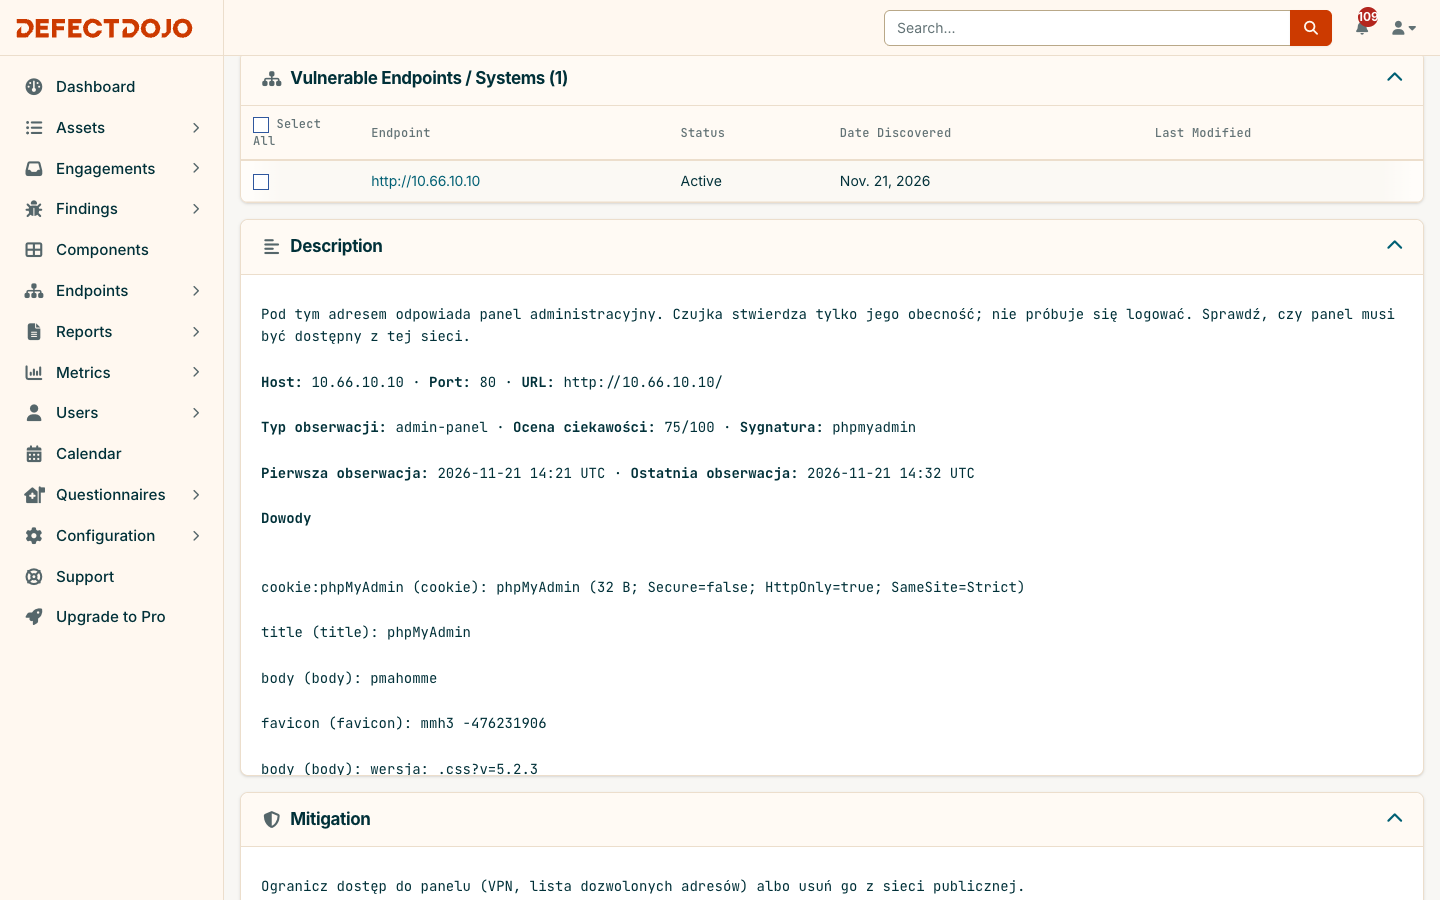 DEFECTDOJO
Search...
109
Dashboard
Assets
Engagements
Findings
Components
Endpoints
Reports
Metrics
Users
Calendar
Questionnaires
Configuration
Support
Upgrade to Pro
Vulnerable Endpoints / Systems (1)
Select All
Endpoint
Status
Date Discovered
Last Modified
http://10.66.10.10
Active
Nov. 21, 2026
Description
Pod tym adresem odpowiada panel administracyjny. Czujka stwierdza tylko jego obecność; nie próbuje się logować. Sprawdź, czy panel musi
być dostępny z tej sieci.
Host: 10.66.10.10 · Port: 80 · URL: http://10.66.10.10/
Typ obserwacji: admin-panel · Ocena ciekawości: 75/100 · Sygnatura: phpmyadmin
Pierwsza obserwacja: 2026-11-21 14:21 UTC · Ostatnia obserwacja: 2026-11-21 14:32 UTC
Dowody
cookie:phpMyAdmin (cookie): phpMyAdmin (32 B; Secure=false; HttpOnly=true; SameSite=Strict)
title (title): phpMyAdmin
body (body): pmahomme
favicon (favicon): mmh3 -476231906
body (body): wersja: .css?v=5.2.3
Mitigation
Ogranicz dostęp do panelu (VPN, lista dozwolonych adresów) albo usuń go z sieci publicznej.